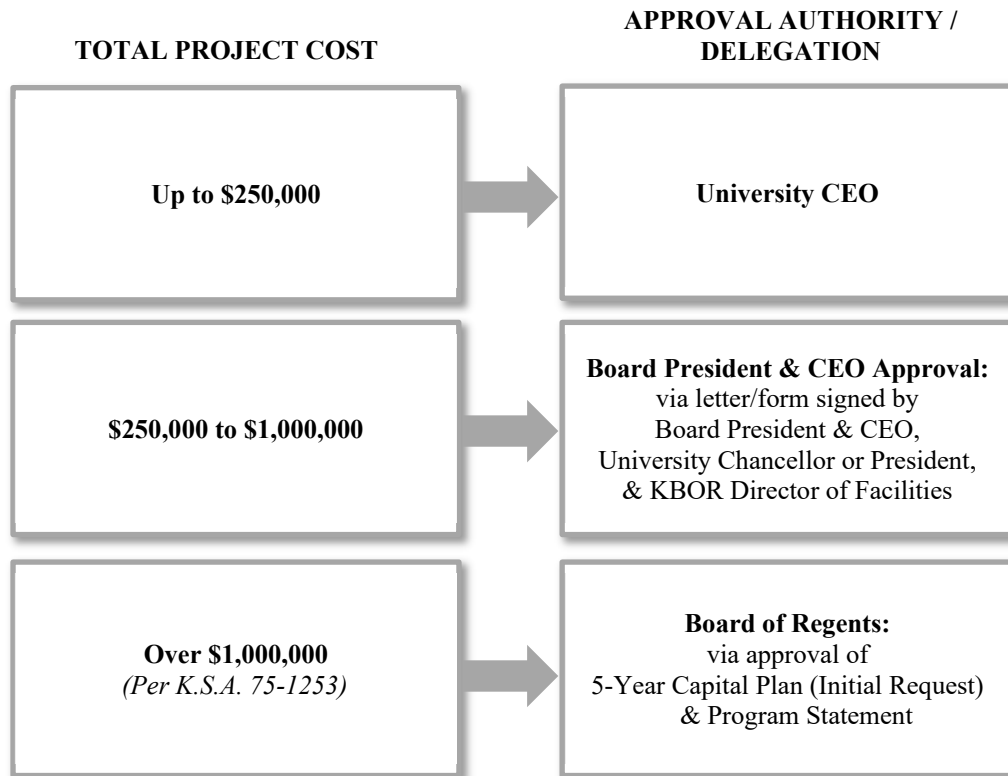 TOTAL PROJECT COST
APPROVAL AUTHORITY /
DELEGATION
Up to $250,000
University CEO
$250,000 to $1,000,000
Board President & CEO Approval:
via letter/form signed by
Board President & CEO,
University Chancellor or President,
& KBOR Director of Facilities
Over $1,000,000
(Per K.S.A. 75-1253)
Board of Regents:
via approval of
5-Year Capital Plan (Initial Request)
& Program Statement